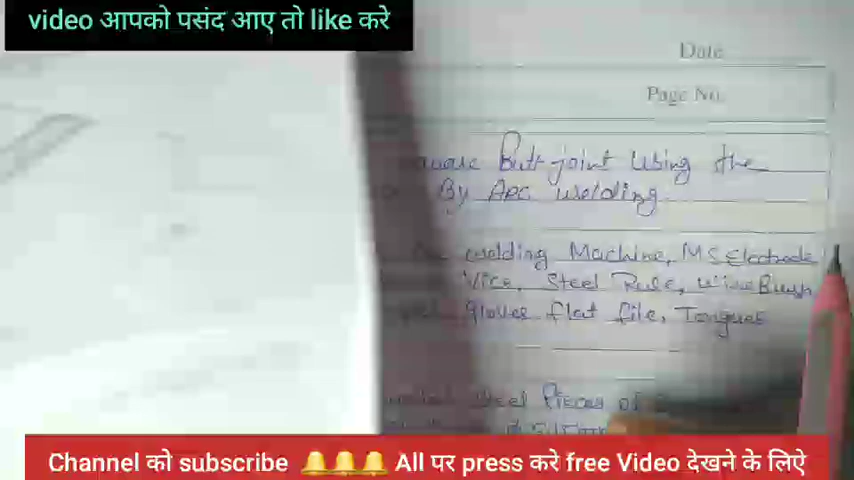 video आपको पसंद आए तो like करे
Date
Page No.
Butt joint Using the
By Arc welding
welding Machine, MS Electrode
Vice, Steel Rule, wire Brush
gloves flat file, Tongues
Steel Pieces of
Channel को subscribe 🔔🔔🔔 All पर press करे free Video देखने के लिऐ